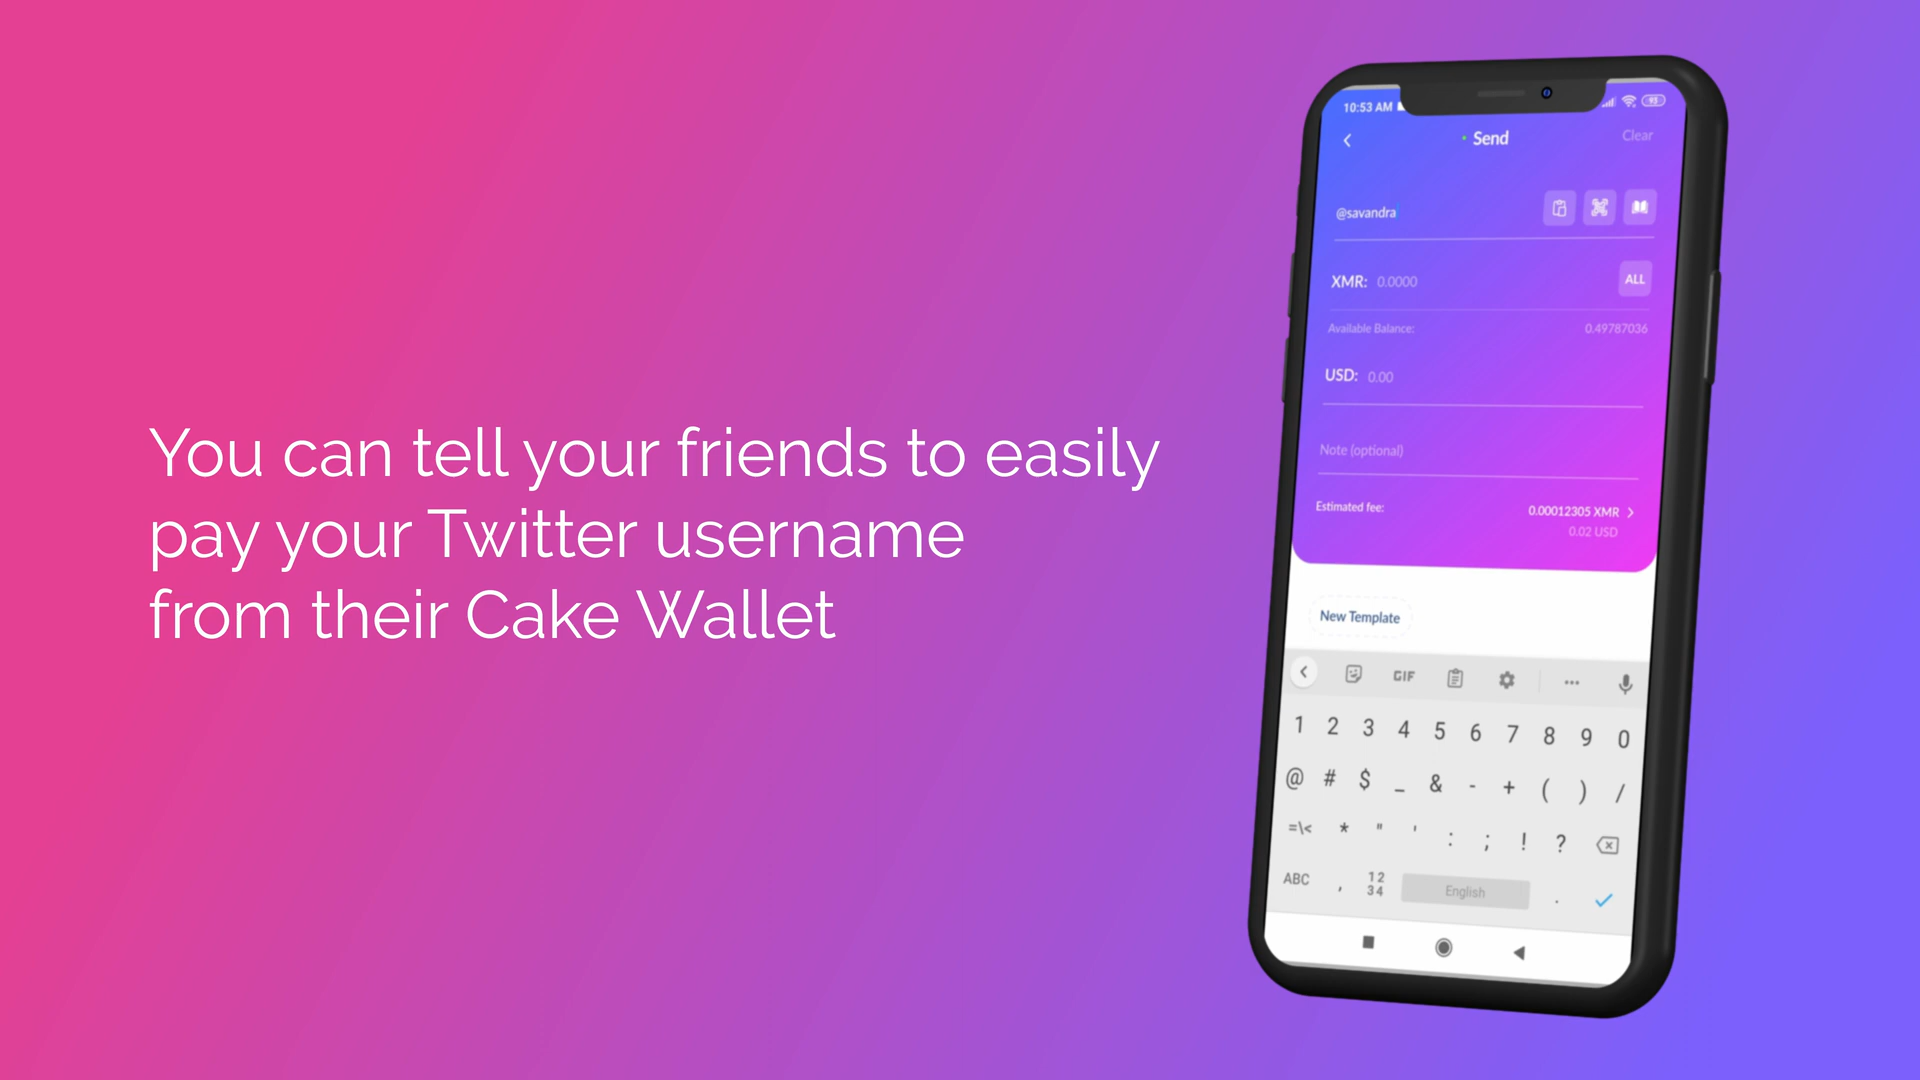 You can tell your friends to easily
pay your Twitter username
from their Cake Wallet
10:53 AM
93
Send
Clear
@savandra
XMR: 0.0000
ALL
Available Balance: 0.49787036
USD: 0.00
Note (optional)
Estimated fee: 0.00012305 XMR
0.02 USD
New Template
GIF
1 2 3 4 5 6 7 8 9 0
@ # $ _ & - + ( ) /
=\< * " ' : ; ! ?
ABC , 12 34 English .